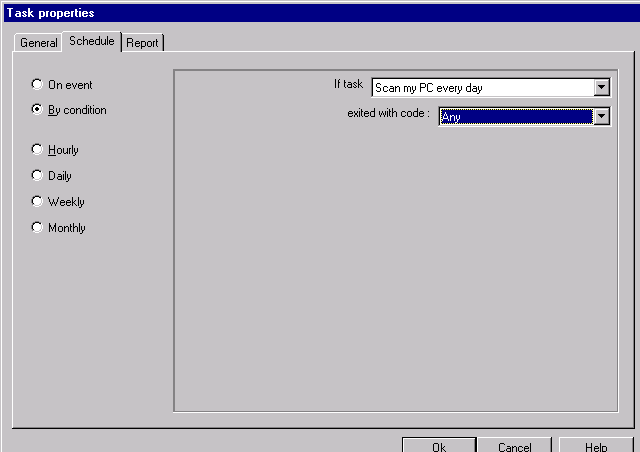 Task properties
General Schedule Report
On event
By condition
Hourly
Daily
Weekly
Monthly
If task Scan my PC every day
exited with code : Any
Ok Cancel Help